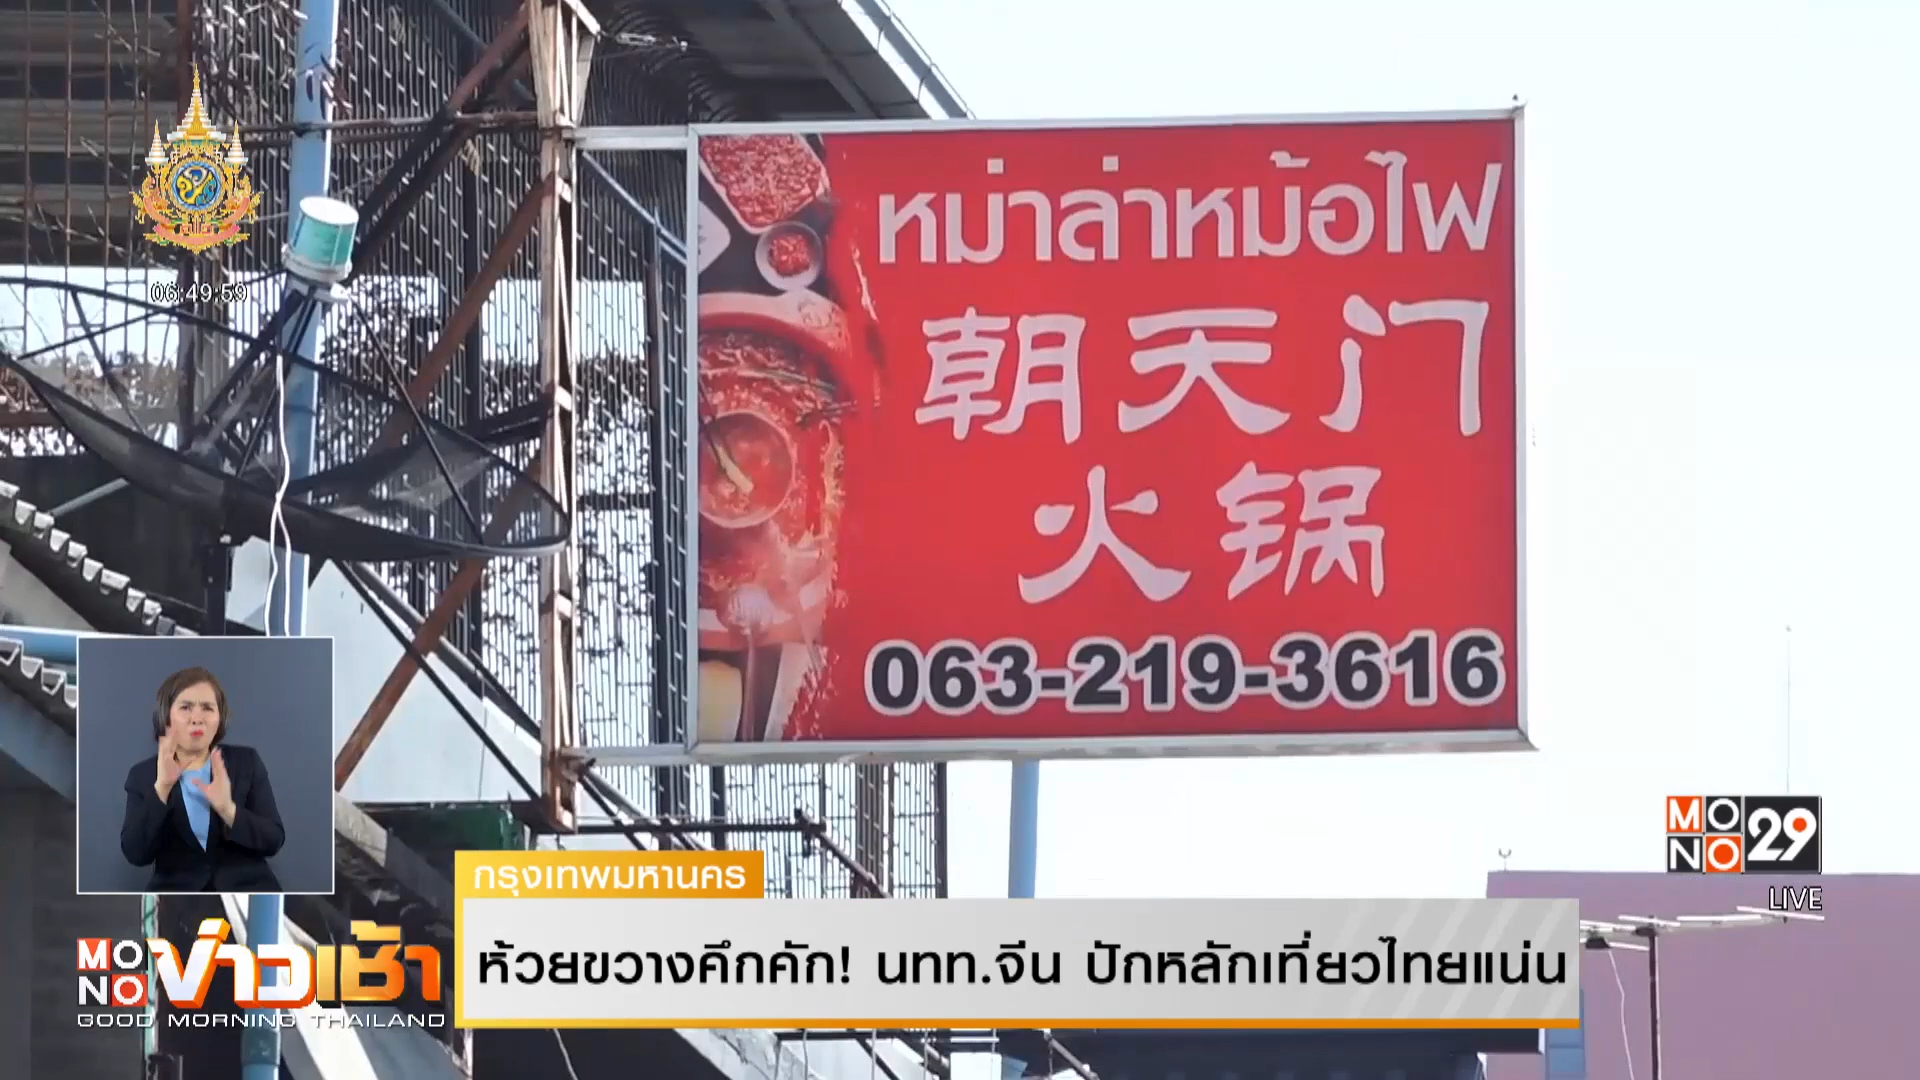 06:49:59
หม่าล่าหม้อไฟ
朝天门
火锅
063-219-3616
MONO 29
LIVE
กรุงเทพมหานคร
ห้วยขวางคึกคัก! นทท.จีน ปักหลักเที่ยวไทยแน่น
MONO ข่าวเช้า
GOOD MORNING THAILAND